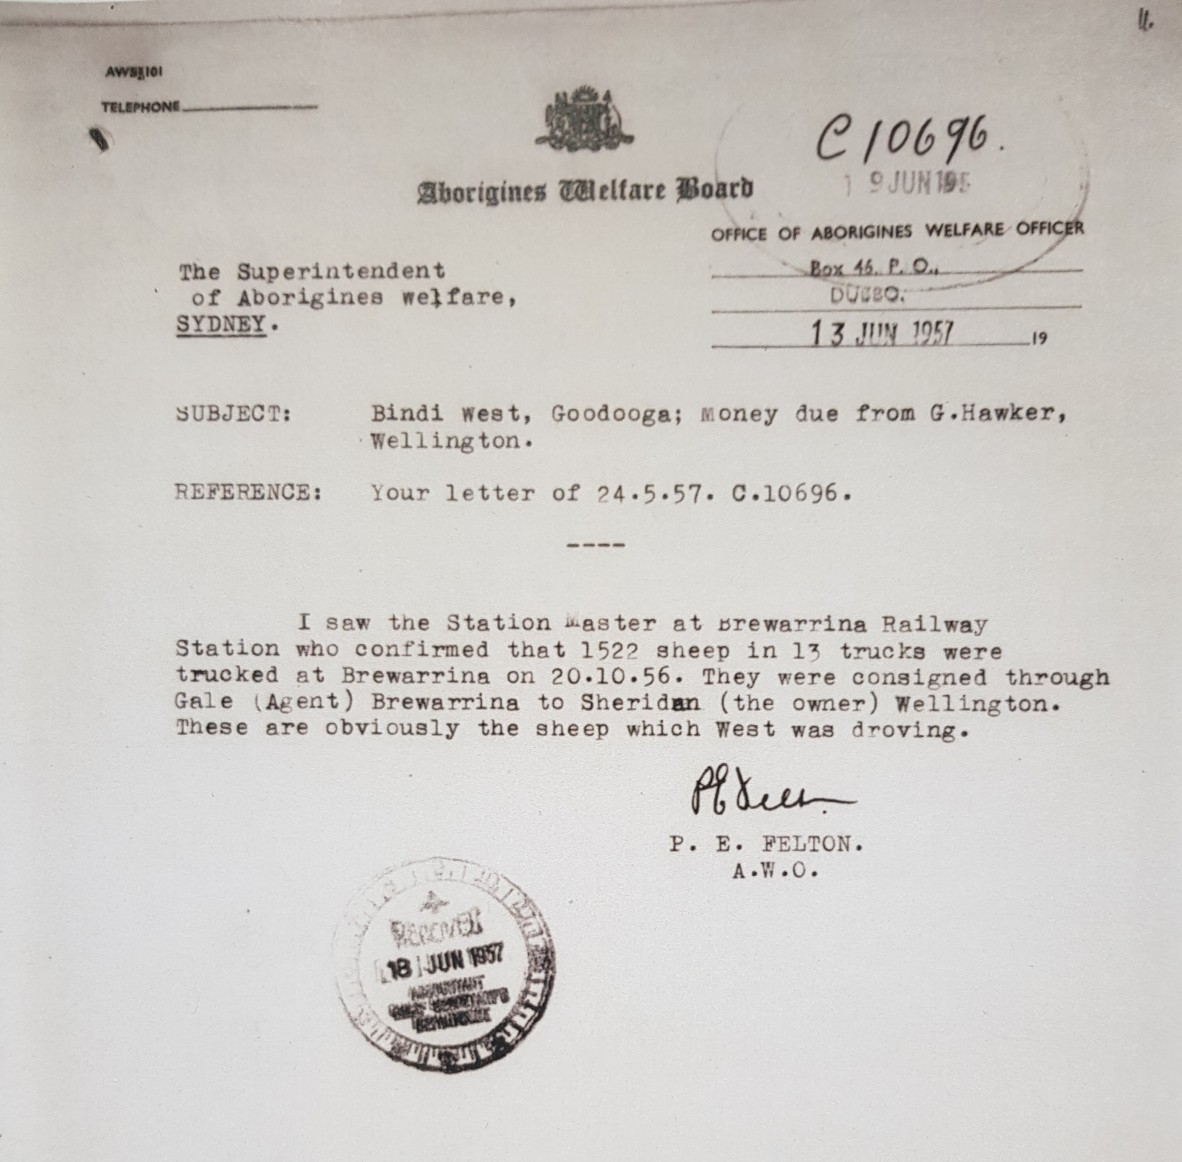 11.
TELEPHONE
C10696.
19 JUN 195
Aborigines Welfare Board
OFFICE OF ABORIGINES WELFARE OFFICER
Box 46. P. O.,
DUBBO.
13 JUN 1957 19
The Superintendent
of Aborigines welfare,
SYDNEY.
SUBJECT: Bindi west, Goodooga; money due from G.Hawker,
Wellington.
REFERENCE: Your letter of 24.5.57. C.10696.
----
I saw the Station Master at Brewarrina Railway
Station who confirmed that 1522 sheep in 13 trucks were
trucked at Brewarrina on 20.10.56. They were consigned through
Gale (Agent) Brewarrina to Sheridan (the owner) Wellington.
These are obviously the sheep which West was droving.
P. E. FELTON.
A.W.O.
RECEIVED
18 JUN 1957